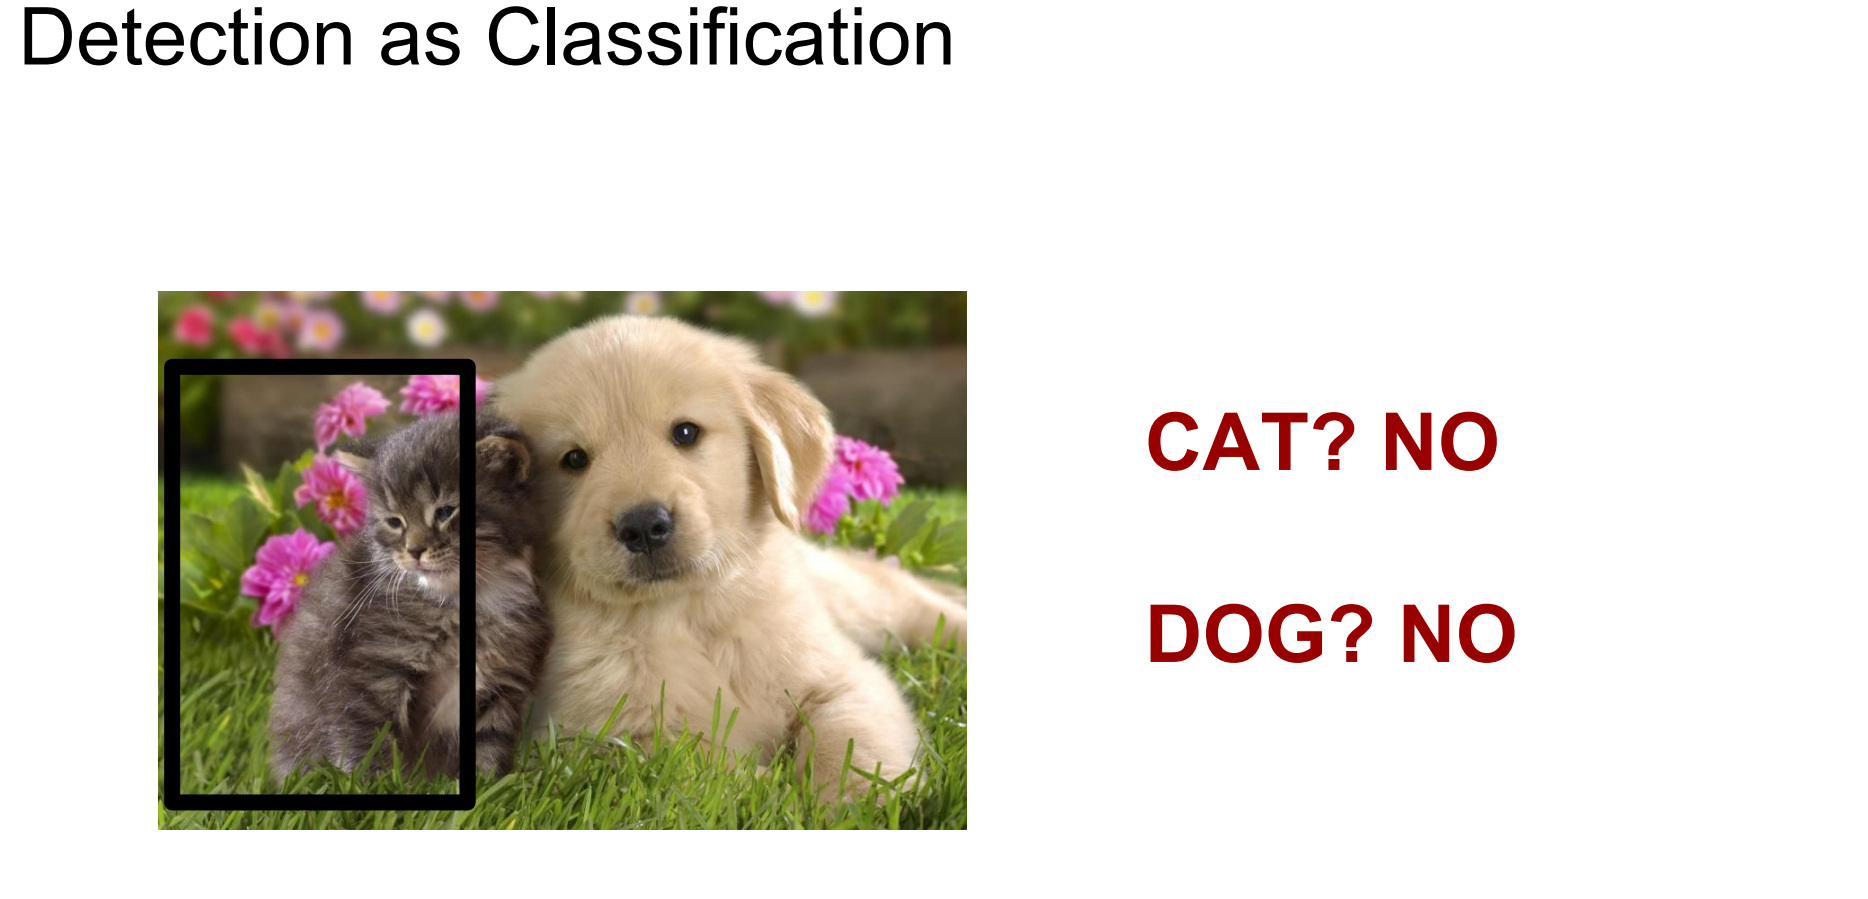 Detection as Classification
CAT? NO
DOG? NO